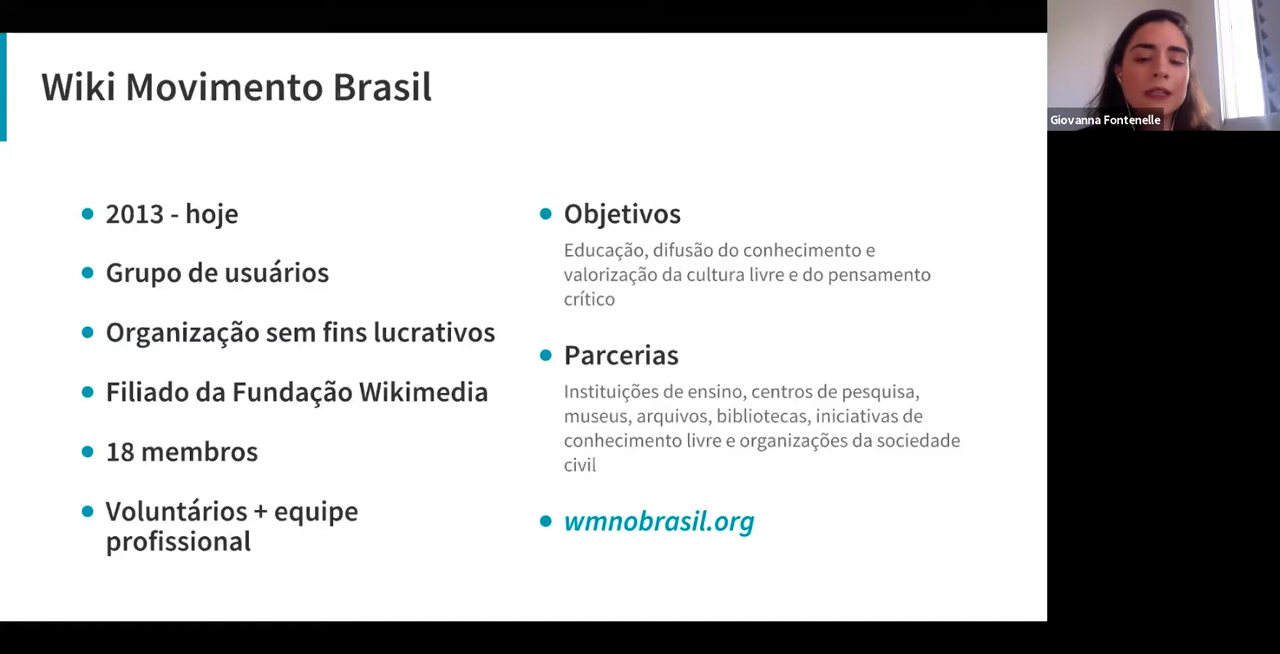 Wiki Movimento Brasil
2013 - hoje
Grupo de usuários
Organização sem fins lucrativos
Filiado da Fundação Wikimedia
18 membros
Voluntários + equipe
profissional
Objetivos
Educação, difusão do conhecimento e
valorização da cultura livre e do pensamento
crítico
Parcerias
Instituições de ensino, centros de pesquisa,
museus, arquivos, bibliotecas, iniciativas de
conhecimento livre e organizações da sociedade
civil
wmnobrasil.org
Giovanna Fontenelle